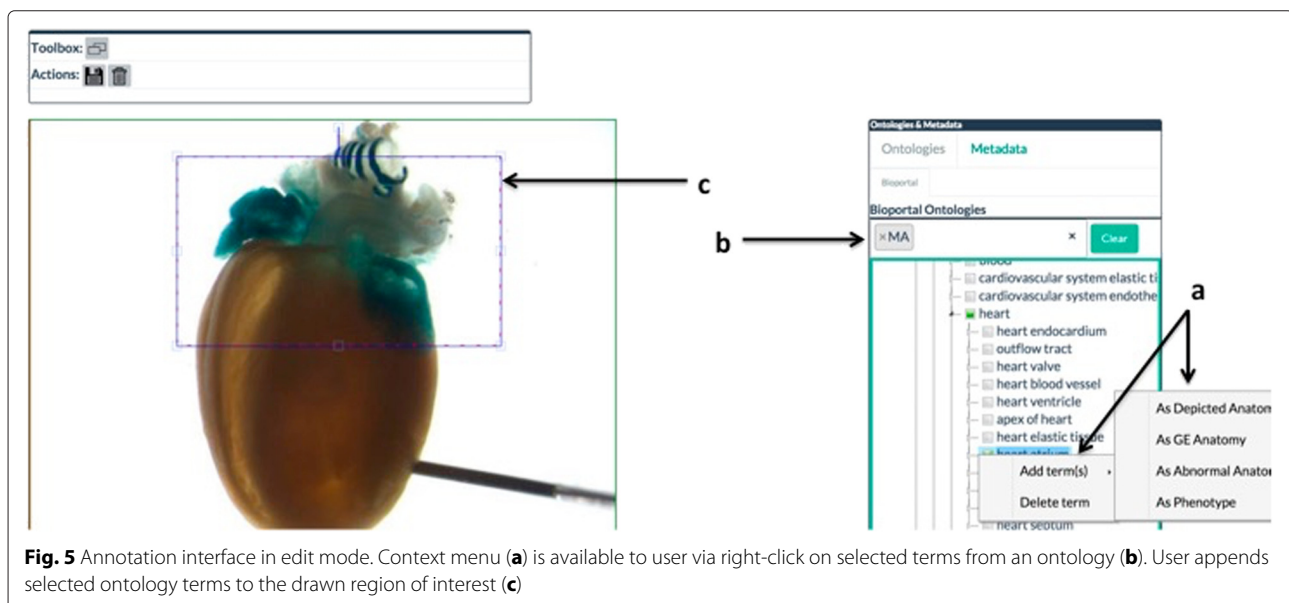 Toolbox:
Actions:
c
b
a
Ontologies & Metadata
Ontologies Metadata
Bioportal
Bioportal Ontologies
×MA × Clear
blood
cardiovascular system elastic ti
cardiovascular system endothe
heart
heart endocardium
outflow tract
heart valve
heart blood vessel
heart ventricle
apex of heart
heart elastic tissue
heart atrium
Add term(s)
Delete term
As Depicted Anatom
As GE Anatomy
As Abnormal Anato
As Phenotype
heart septum
Fig. 5 Annotation interface in edit mode. Context menu (a) is available to user via right-click on selected terms from an ontology (b). User appends
selected ontology terms to the drawn region of interest (c)